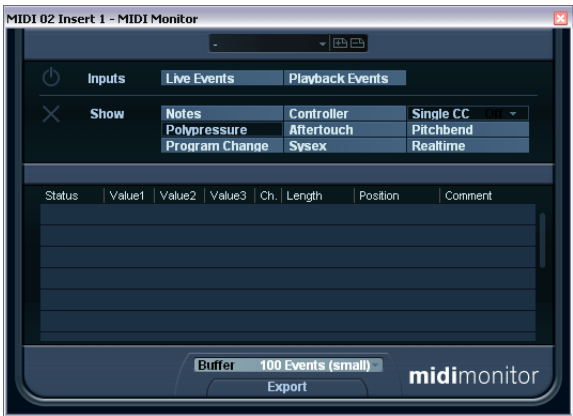 MIDI 02 Insert 1 - MIDI Monitor
-
Inputs Live Events Playback Events
Show Notes Controller Single CC Off
Polypressure Aftertouch Pitchbend
Program Change Sysex Realtime
Status Value1 Value2 Value3 Ch. Length Position Comment
Buffer 100 Events (small)
Export
midimonitor